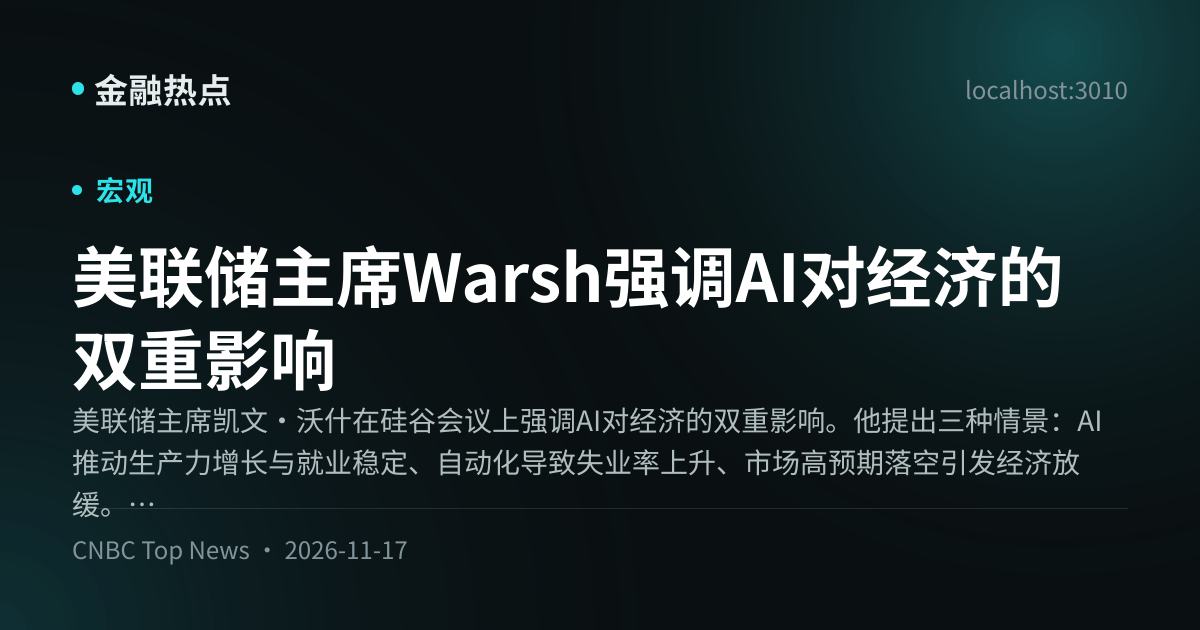 金融热点
localhost:3010
宏观
美联储主席Warsh强调AI对经济的
双重影响
美联储主席凯文·沃什在硅谷会议上强调AI对经济的双重影响。他提出三种情景：AI
推动生产力增长与就业稳定、自动化导致失业率上升、市场高预期落空引发经济放
缓。…
CNBC Top News · 2026-11-17